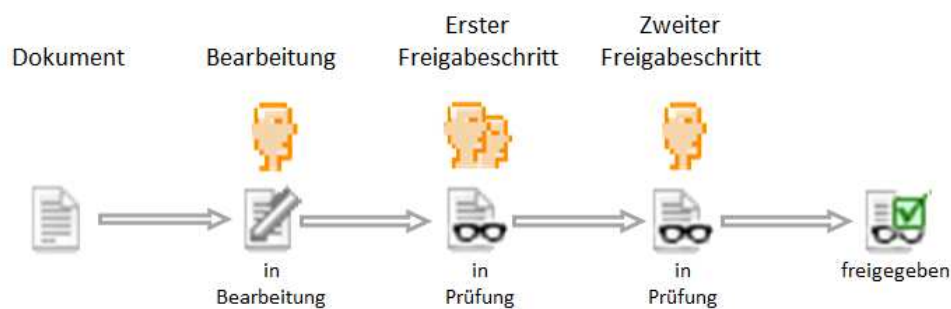 Dokument
Bearbeitung
Erster
Freigabeschritt
Zweiter
Freigabeschritt
in
Bearbeitung
in
Prüfung
in
Prüfung
freigegeben